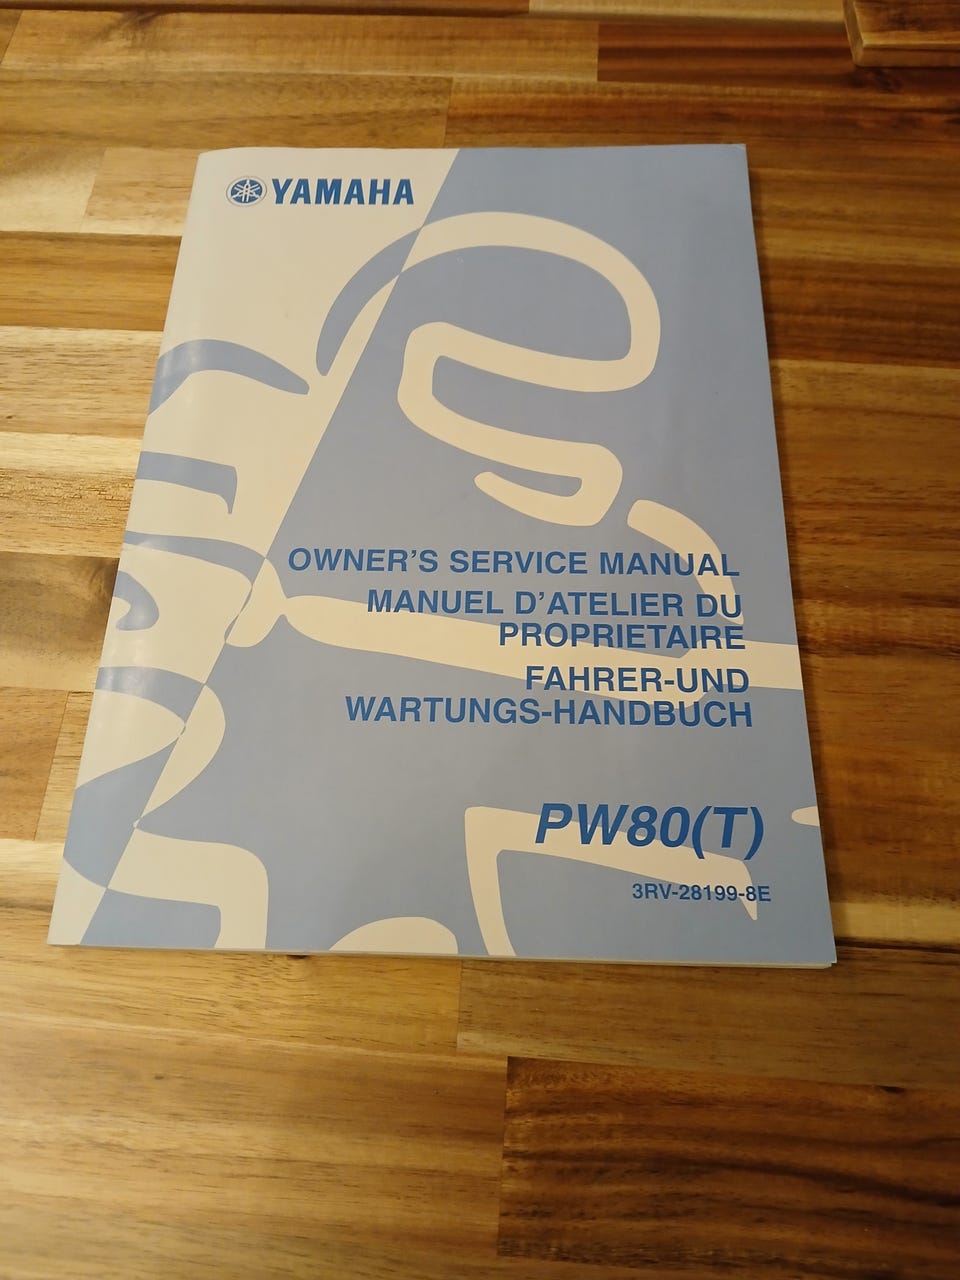 YAMAHA
OWNER'S SERVICE MANUAL
MANUEL D'ATELIER DU
PROPRIETAIRE
FAHRER-UND
WARTUNGS-HANDBUCH
PW80(T)
3RV-28199-8E